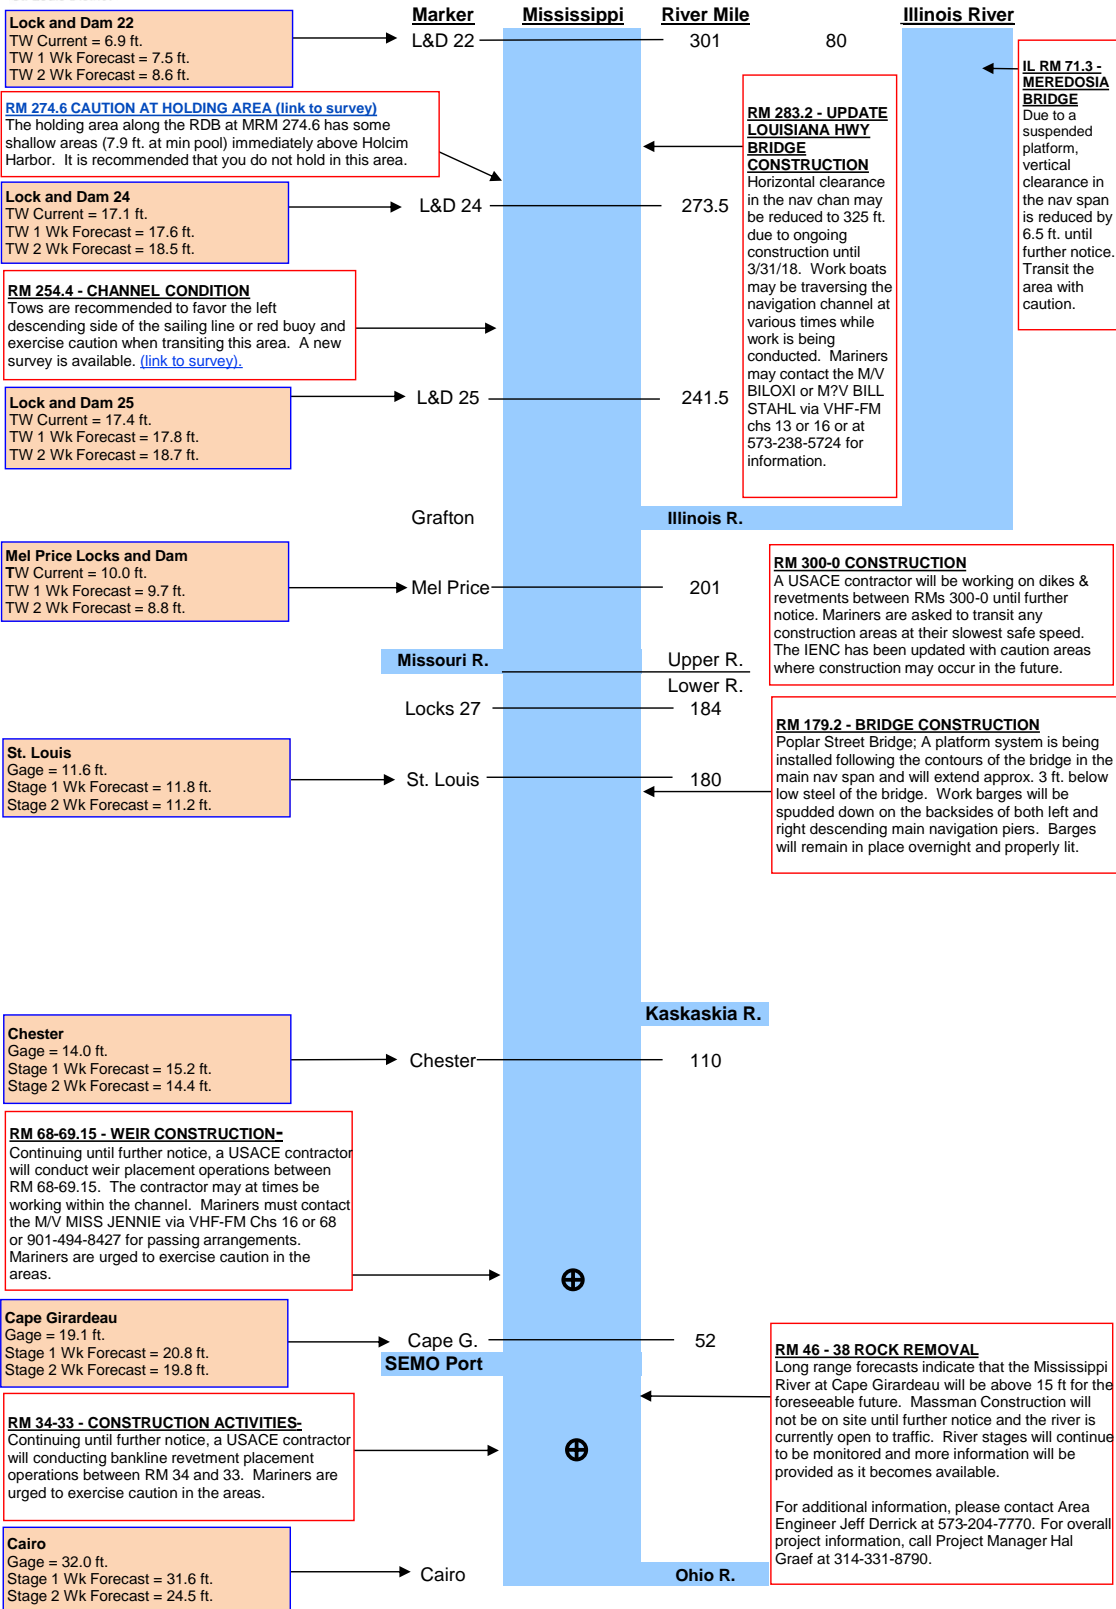 Marker Mississippi River Mile Illinois River
Lock and Dam 22
TW Current = 6.9 ft.
TW 1 Wk Forecast = 7.5 ft.
TW 2 Wk Forecast = 8.6 ft.
L&D 22 301 80
RM 274.6 CAUTION AT HOLDING AREA (link to survey)
The holding area along the RDB at MRM 274.6 has some
shallow areas (7.9 ft. at min pool) immediately above Holcim
Harbor. It is recommended that you do not hold in this area.
RM 283.2 - UPDATE
LOUISIANA HWY
BRIDGE
CONSTRUCTION
Horizontal clearance
in the nav chan may
be reduced to 325 ft.
due to ongoing
construction until
3/31/18. Work boats
may be traversing the
navigation channel at
various times while
work is being
conducted. Mariners
may contact the M/V
BILOXI or M?V BILL
STAHL via VHF-FM
chs 13 or 16 or at
573-238-5724 for
information.
IL RM 71.3 -
MEREDOSIA
BRIDGE
Due to a
suspended
platform,
vertical
clearance in
the nav span
is reduced by
6.5 ft. until
further notice.
Transit the
area with
caution.
Lock and Dam 24
TW Current = 17.1 ft.
TW 1 Wk Forecast = 17.6 ft.
TW 2 Wk Forecast = 18.5 ft.
L&D 24 273.5
RM 254.4 - CHANNEL CONDITION
Tows are recommended to favor the left
descending side of the sailing line or red buoy and
exercise caution when transiting this area. A new
survey is available. (link to survey).
Lock and Dam 25
TW Current = 17.4 ft.
TW 1 Wk Forecast = 17.8 ft.
TW 2 Wk Forecast = 18.7 ft.
L&D 25 241.5
Grafton Illinois R.
Mel Price Locks and Dam
TW Current = 10.0 ft.
TW 1 Wk Forecast = 9.7 ft.
TW 2 Wk Forecast = 8.8 ft.
Mel Price 201
RM 300-0 CONSTRUCTION
A USACE contractor will be working on dikes &
revetments between RMs 300-0 until further
notice. Mariners are asked to transit any
construction areas at their slowest safe speed.
The IENC has been updated with caution areas
where construction may occur in the future.
Missouri R. Upper R.
Lower R.
Locks 27 184
RM 179.2 - BRIDGE CONSTRUCTION
Poplar Street Bridge; A platform system is being
installed following the contours of the bridge in the
main nav span and will extend approx. 3 ft. below
low steel of the bridge. Work barges will be
spudded down on the backsides of both left and
right descending main navigation piers. Barges
will remain in place overnight and properly lit.
St. Louis
Gage = 11.6 ft.
Stage 1 Wk Forecast = 11.8 ft.
Stage 2 Wk Forecast = 11.2 ft.
St. Louis 180
Kaskaskia R.
Chester
Gage = 14.0 ft.
Stage 1 Wk Forecast = 15.2 ft.
Stage 2 Wk Forecast = 14.4 ft.
Chester 110
RM 68-69.15 - WEIR CONSTRUCTION-
Continuing until further notice, a USACE contractor
will conduct weir placement operations between
RM 68-69.15. The contractor may at times be
working within the channel. Mariners must contact
the M/V MISS JENNIE via VHF-FM Chs 16 or 68
or 901-494-8427 for passing arrangements.
Mariners are urged to exercise caution in the
areas.
Cape Girardeau
Gage = 19.1 ft.
Stage 1 Wk Forecast = 20.8 ft.
Stage 2 Wk Forecast = 19.8 ft.
Cape G. 52
SEMO Port
RM 46 - 38 ROCK REMOVAL
Long range forecasts indicate that the Mississippi
River at Cape Girardeau will be above 15 ft for the
foreseeable future. Massman Construction will
not be on site until further notice and the river is
currently open to traffic. River stages will continue
to be monitored and more information will be
provided as it becomes available.
For additional information, please contact Area
Engineer Jeff Derrick at 573-204-7770. For overall
project information, call Project Manager Hal
Graef at 314-331-8790.
RM 34-33 - CONSTRUCTION ACTIVITIES-
Continuing until further notice, a USACE contractor
will conducting bankline revetment placement
operations between RM 34 and 33. Mariners are
urged to exercise caution in the areas.
Cairo
Gage = 32.0 ft.
Stage 1 Wk Forecast = 31.6 ft.
Stage 2 Wk Forecast = 24.5 ft.
Cairo Ohio R.